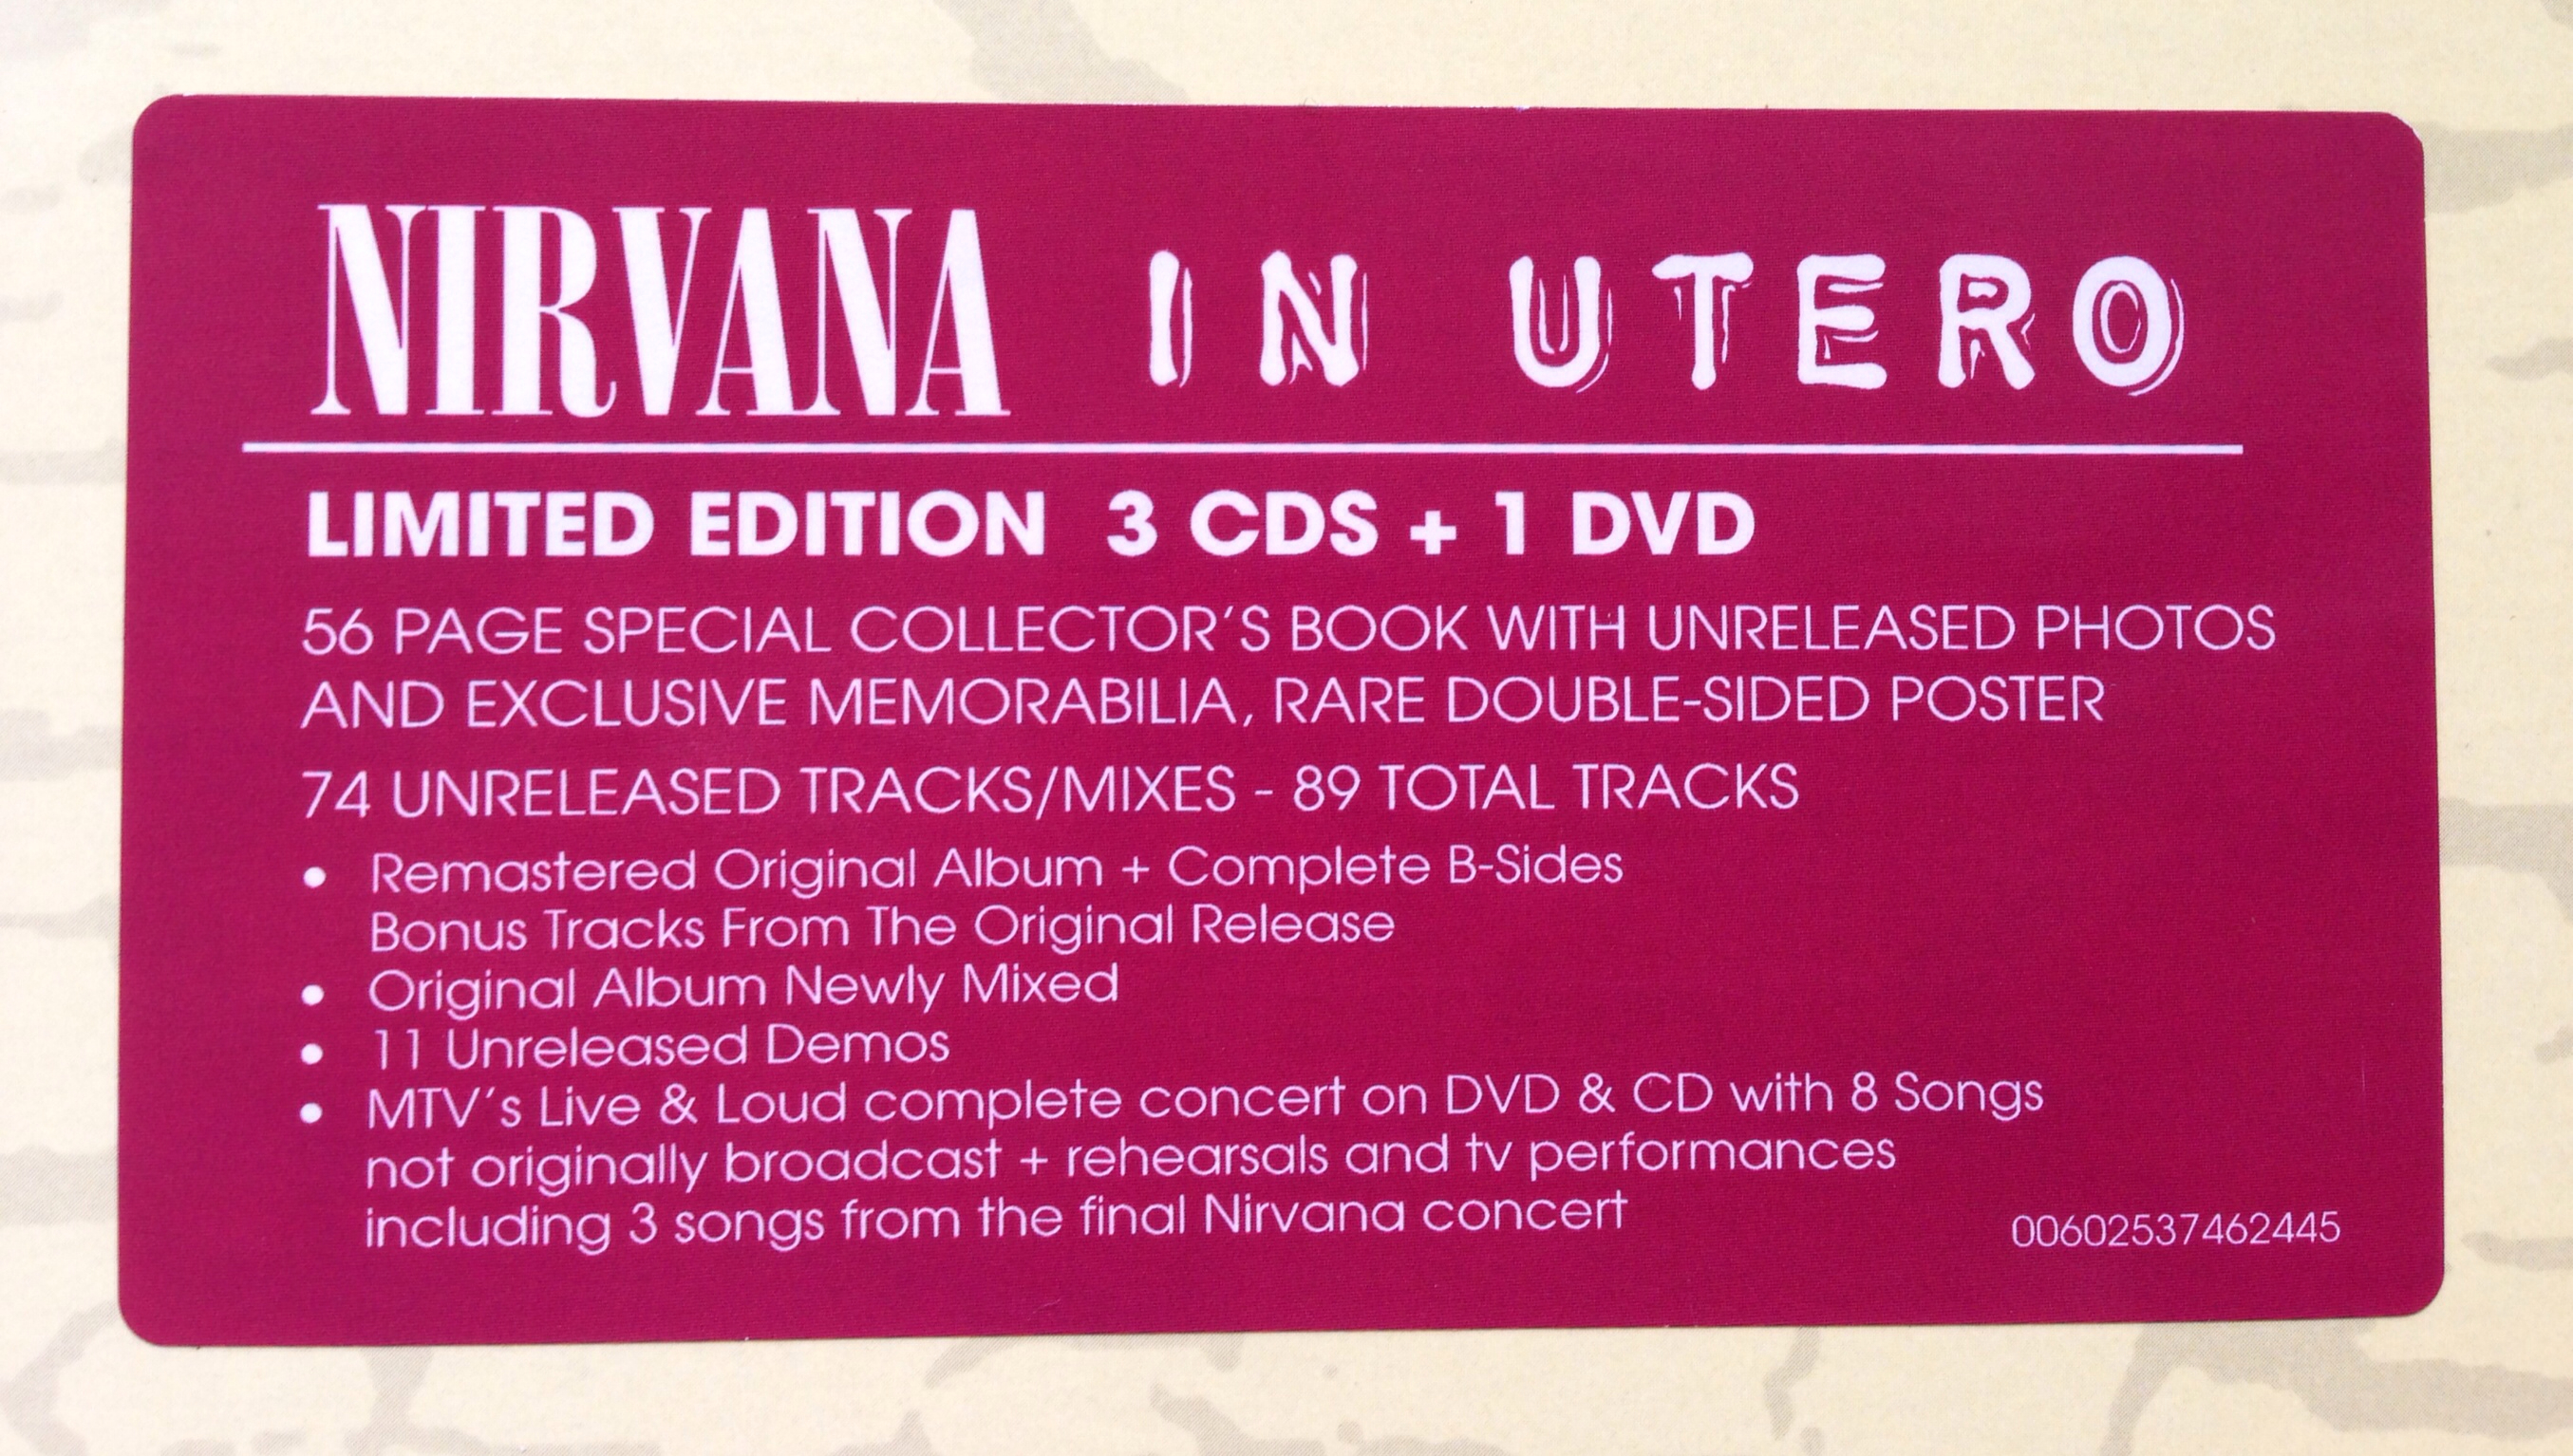 NIRVANA IN UTERO
LIMITED EDITION 3 CDS + 1 DVD
56 PAGE SPECIAL COLLECTOR'S BOOK WITH UNRELEASED PHOTOS
AND EXCLUSIVE MEMORABILIA, RARE DOUBLE-SIDED POSTER
74 UNRELEASED TRACKS/MIXES - 89 TOTAL TRACKS
• Remastered Original Album + Complete B-Sides
Bonus Tracks From The Original Release
• Original Album Newly Mixed
• 11 Unreleased Demos
• MTV's Live & Loud complete concert on DVD & CD with 8 Songs
not originally broadcast + rehearsals and tv performances
including 3 songs from the final Nirvana concert
00602537462445